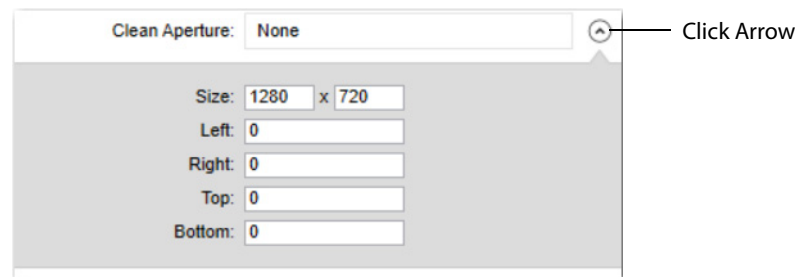 Clean Aperture: None Click Arrow
Size: 1280 x 720
Left: 0
Right: 0
Top: 0
Bottom: 0